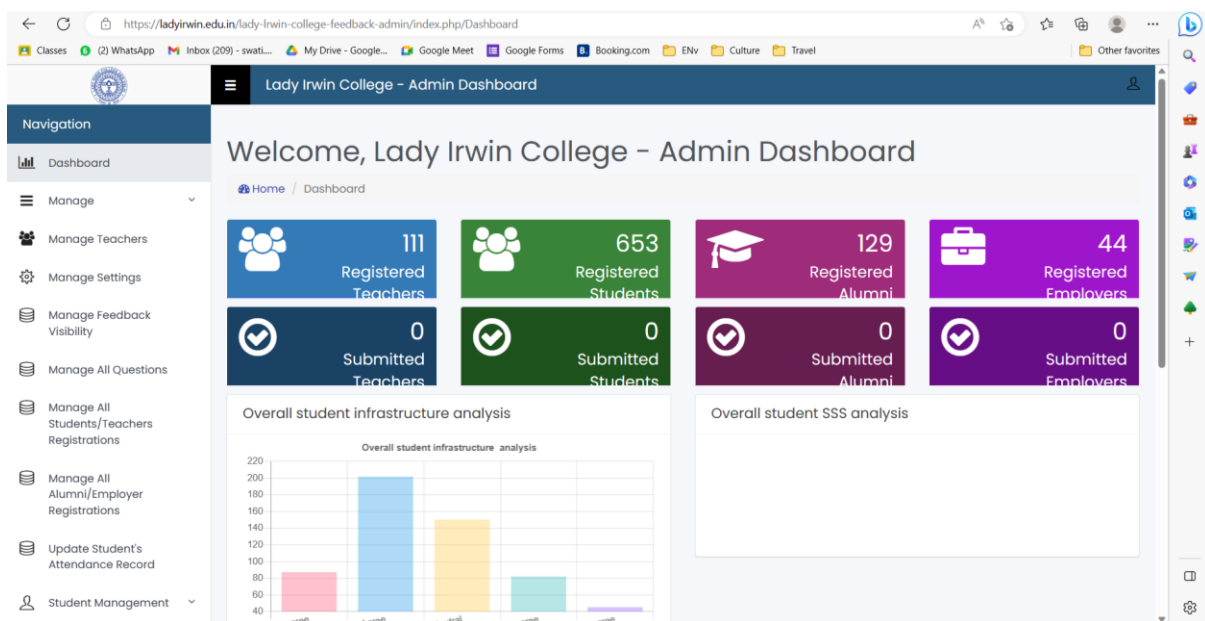 https://ladyirwin.edu.in/lady-Irwin-college-feedback-admin/index.php/Dashboard
Classes (2) WhatsApp Inbox (209) - swati.... My Drive - Google... Google Meet Google Forms Booking.com ENv Culture Travel Other favorites
Lady Irwin College - Admin Dashboard
Navigation
Dashboard
Manage
Manage Teachers
Manage Settings
Manage Feedback
Visibility
Manage All Questions
Manage All
Students/Teachers
Registrations
Manage All
Alumni/Employer
Registrations
Update Student's
Attendance Record
Student Management
Welcome, Lady Irwin College - Admin Dashboard
Home / Dashboard
111
Registered
Teachers
653
Registered
Students
129
Registered
Alumni
44
Registered
Employers
0
Submitted
Teachers
0
Submitted
Students
0
Submitted
Alumni
0
Submitted
Employers
Overall student infrastructure analysis
Overall student infrastructure analysis
220
200
180
160
140
120
100
80
60
40
Overall student SSS analysis